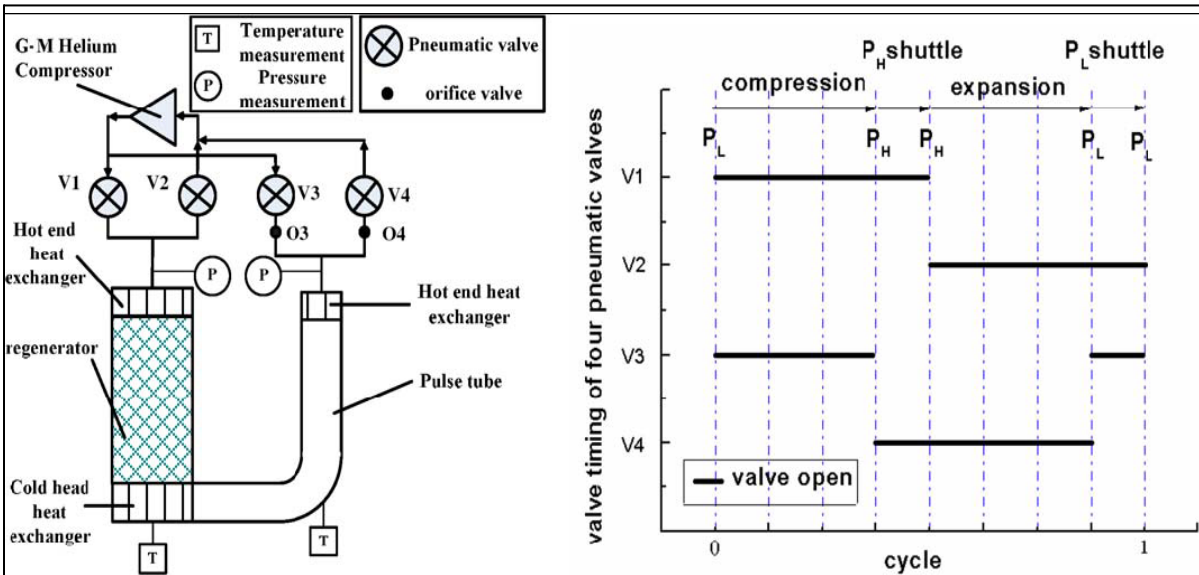 G-M Helium
Compressor
T
Temperature
measurement
P
Pressure
measurement
Pneumatic valve
orifice valve
V1
V2
V3
V4
O3
O4
Hot end
heat
exchanger
P
P
Hot end heat
exchanger
regenerator
Pulse tube
Cold head
heat
exchanger
T
T
valve timing of four pneumatic valves
P_H shuttle
P_L shuttle
compression
expansion
P_L
P_H
P_H
P_L
P_L
V1
V2
V3
V4
valve open
0
1
cycle